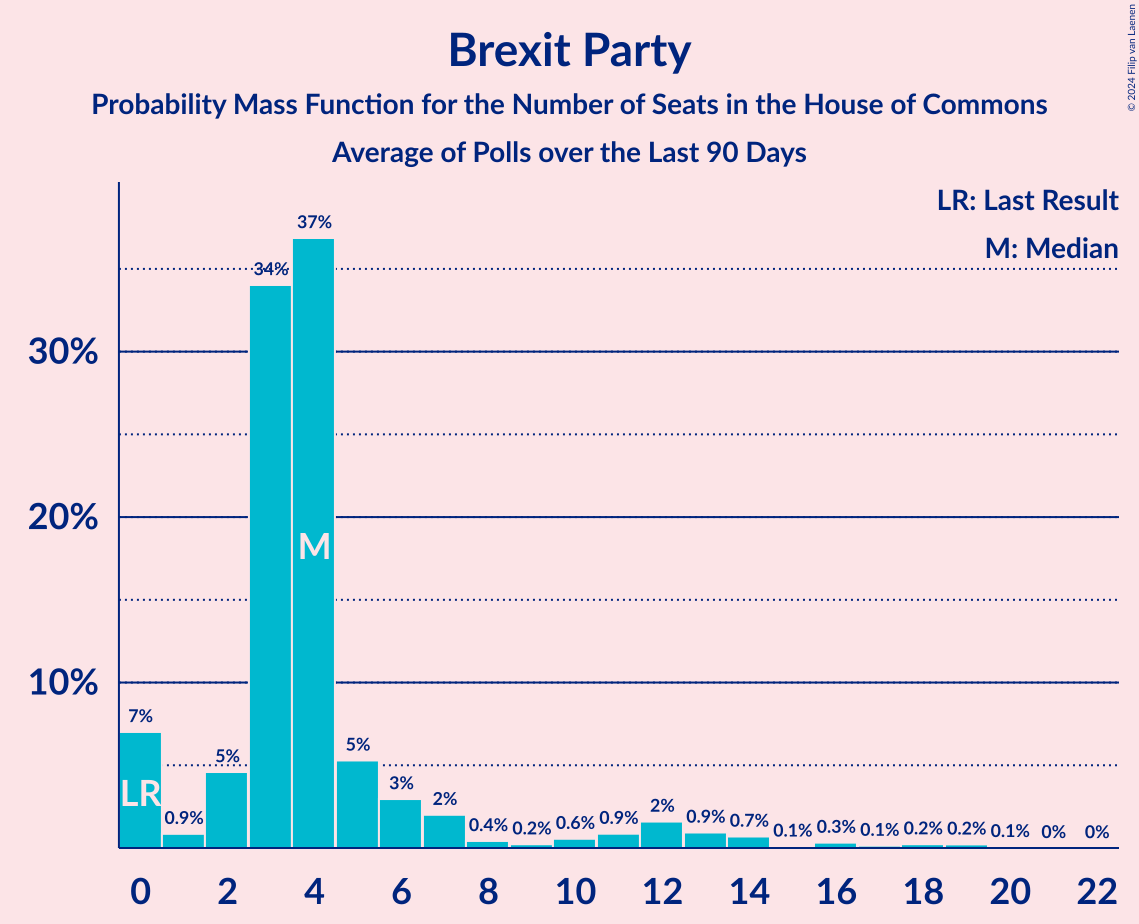 Brexit Party
Probability Mass Function for the Number of Seats in the House of Commons
Average of Polls over the Last 90 Days
© 2024 Filip van Laenen
LR: Last Result
M: Median
30%
20%
10%
7%
0.9%
5%
34%
37%
5%
3%
2%
0.4%
0.2%
0.6%
0.9%
2%
0.9%
0.7%
0.1%
0.3%
0.1%
0.2%
0.2%
0.1%
0%
0%
LR
M
0 2 4 6 8 10 12 14 16 18 20 22